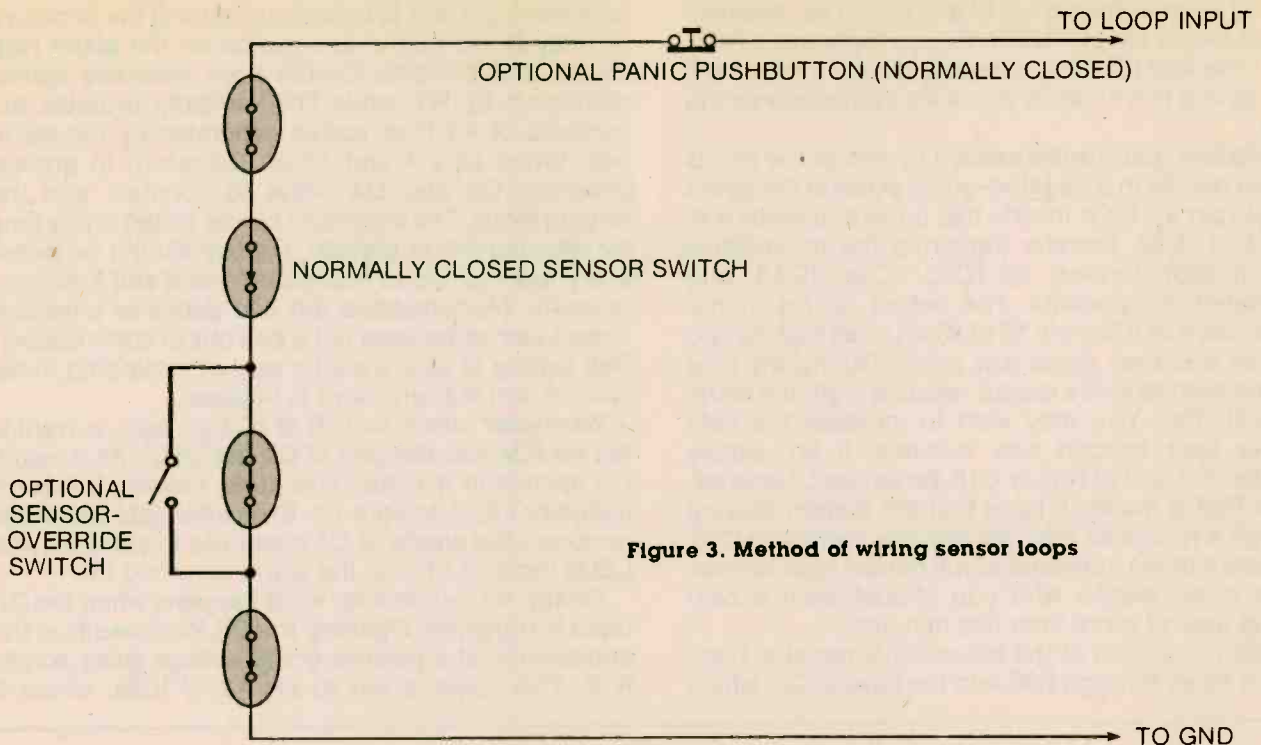 TO LOOP INPUT
OPTIONAL PANIC PUSHBUTTON (NORMALLY CLOSED)
NORMALLY CLOSED SENSOR SWITCH
OPTIONAL
SENSOR-
OVERRIDE
SWITCH
Figure 3. Method of wiring sensor loops
TO GND